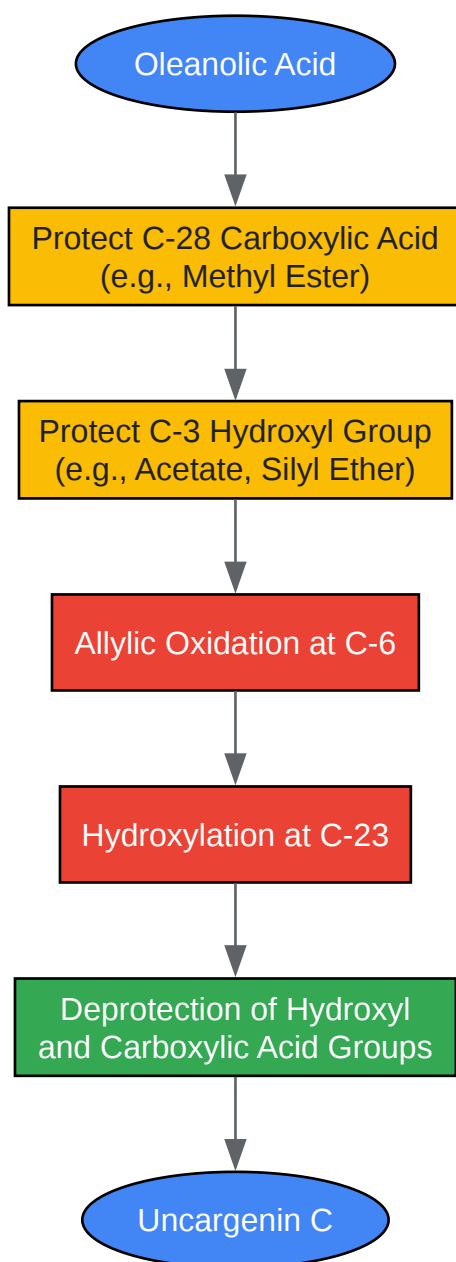 Oleanolic Acid
Protect C-28 Carboxylic Acid
(e.g., Methyl Ester)
Protect C-3 Hydroxyl Group
(e.g., Acetate, Silyl Ether)
Allylic Oxidation at C-6
Hydroxylation at C-23
Deprotection of Hydroxyl
and Carboxylic Acid Groups
Uncargenin C